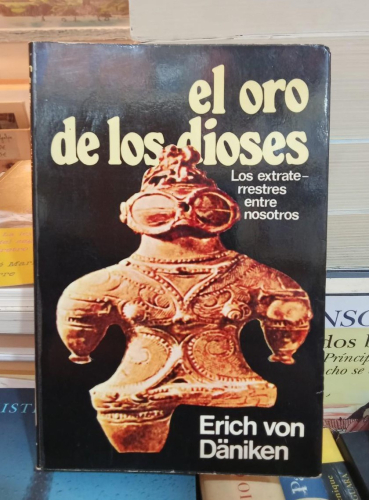 el oro
de los dioses
Los extrate-
rrestres
entre
nosotros
Erich von
Däniken